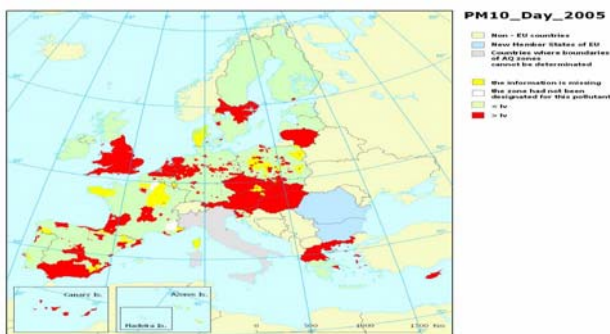 PM10_Day_2005
Non - EU countries
New Member States of EU
Countries where boundaries
of AQ zones
cannot be determinated
the information is missing
the zone had not been
designated for this pollutant
< lv
> lv
Canary Is.
Azores Is.
Madeira Is.
0 500 1000 1500 Km